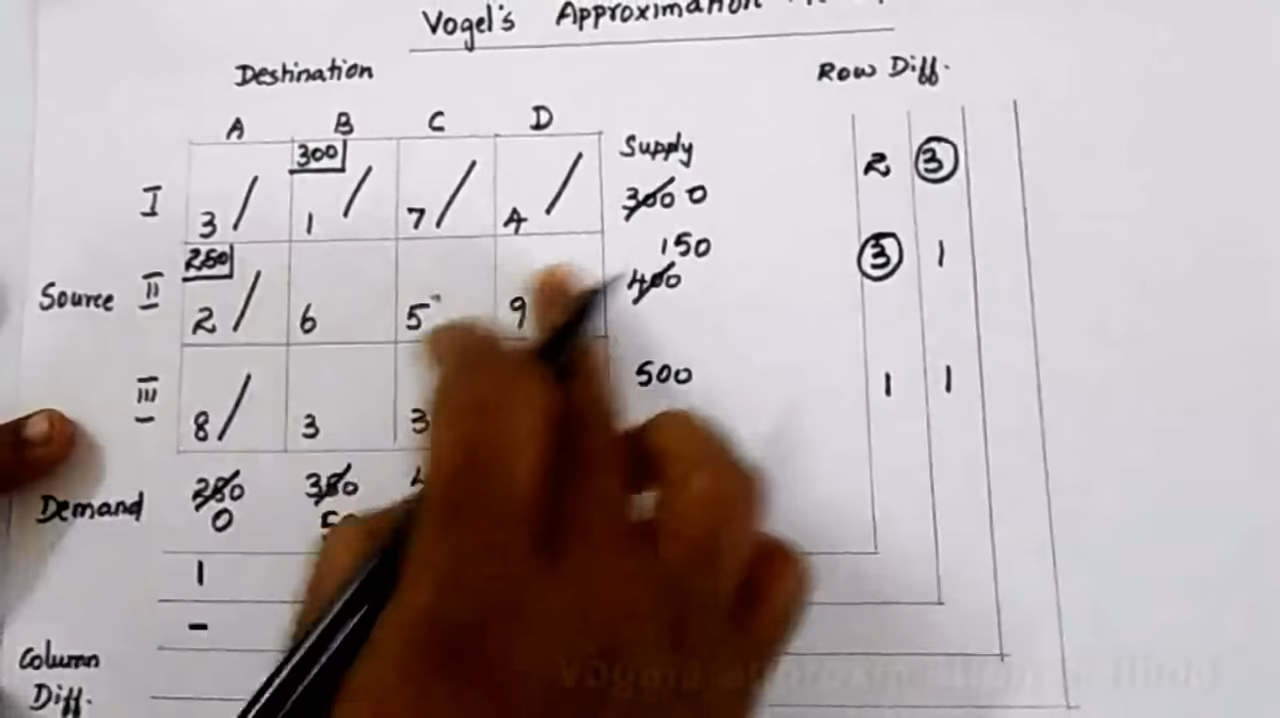 Vogel's Approximation
Destination
Row Diff.
A B C D
Supply
300
I 3 1 7 4 300 0 2 3
250 150
Source II 2 6 5 9 400 3 1
III 8 3 3 500 1 1
Demand 250 350
0
1
-
Column
Diff.